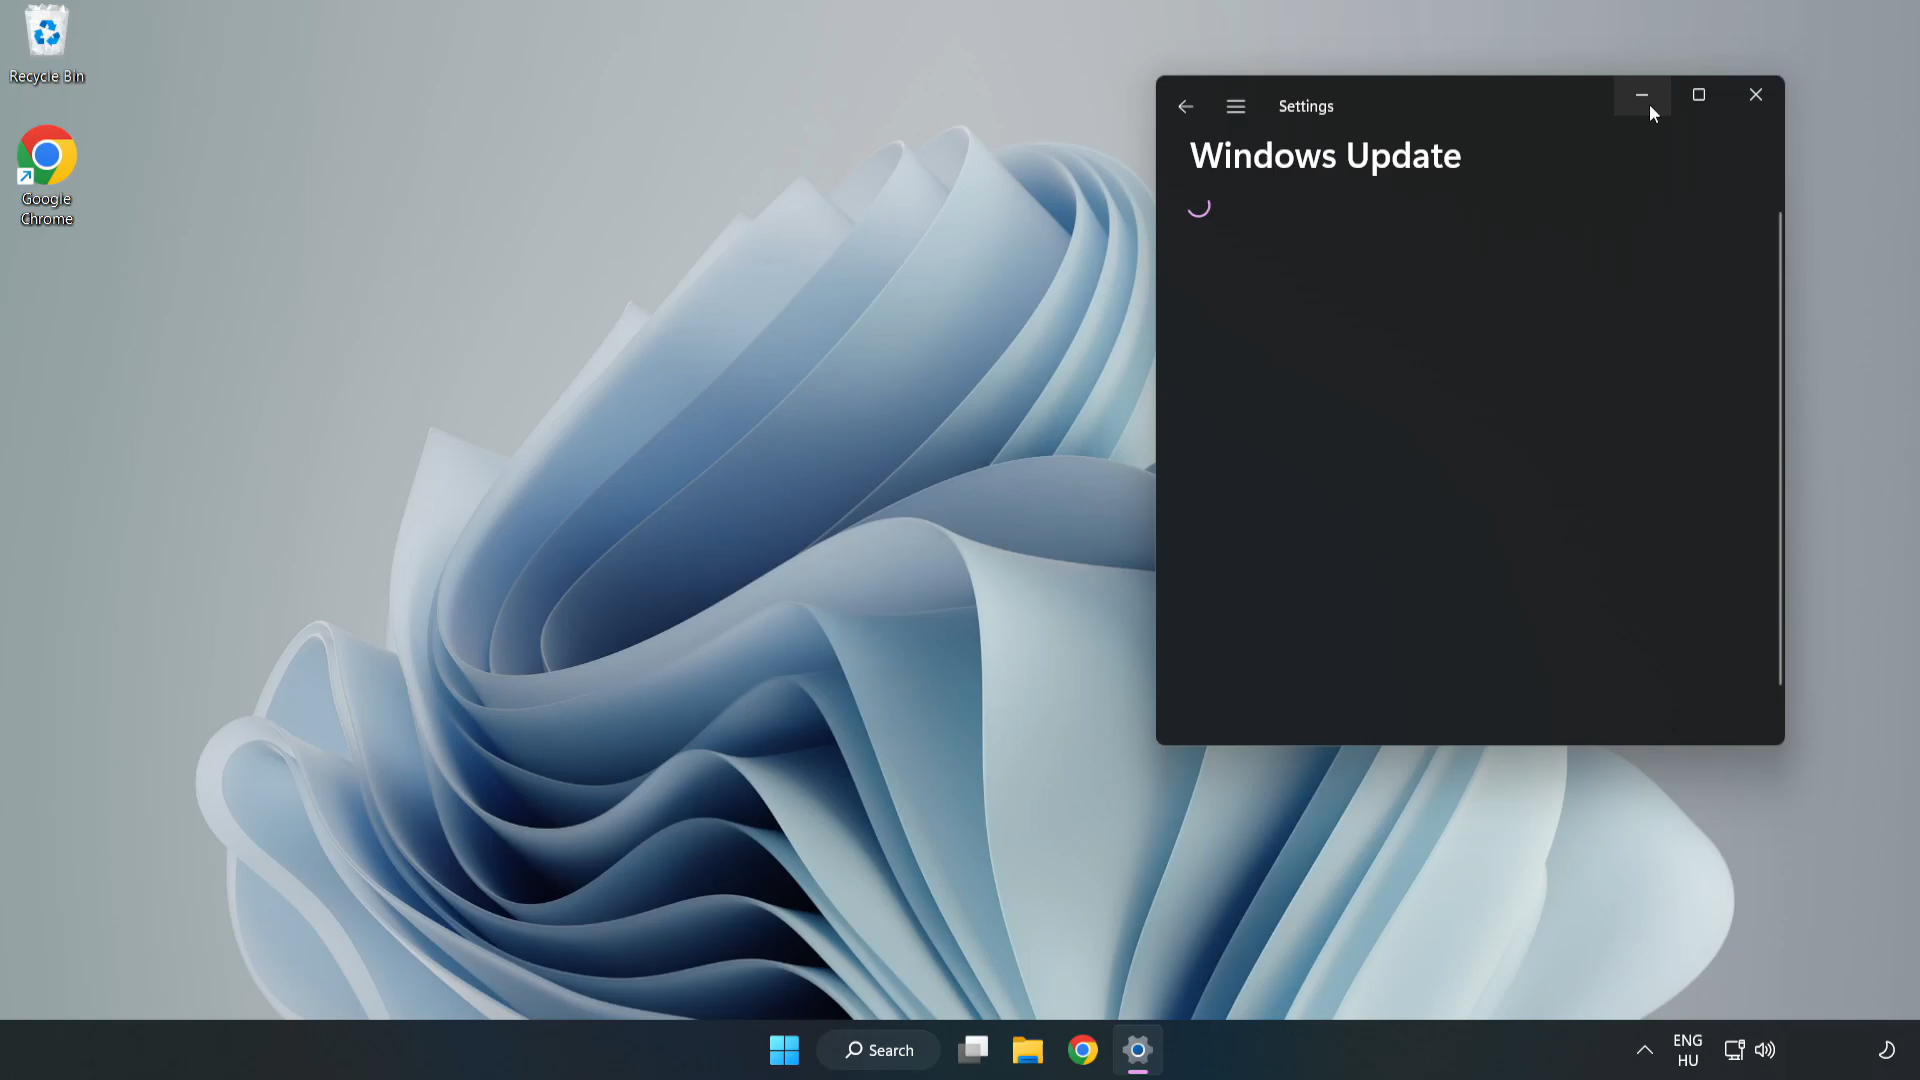 Recycle Bin
Google
Chrome
Settings
Windows Update
Search
ENG
HU